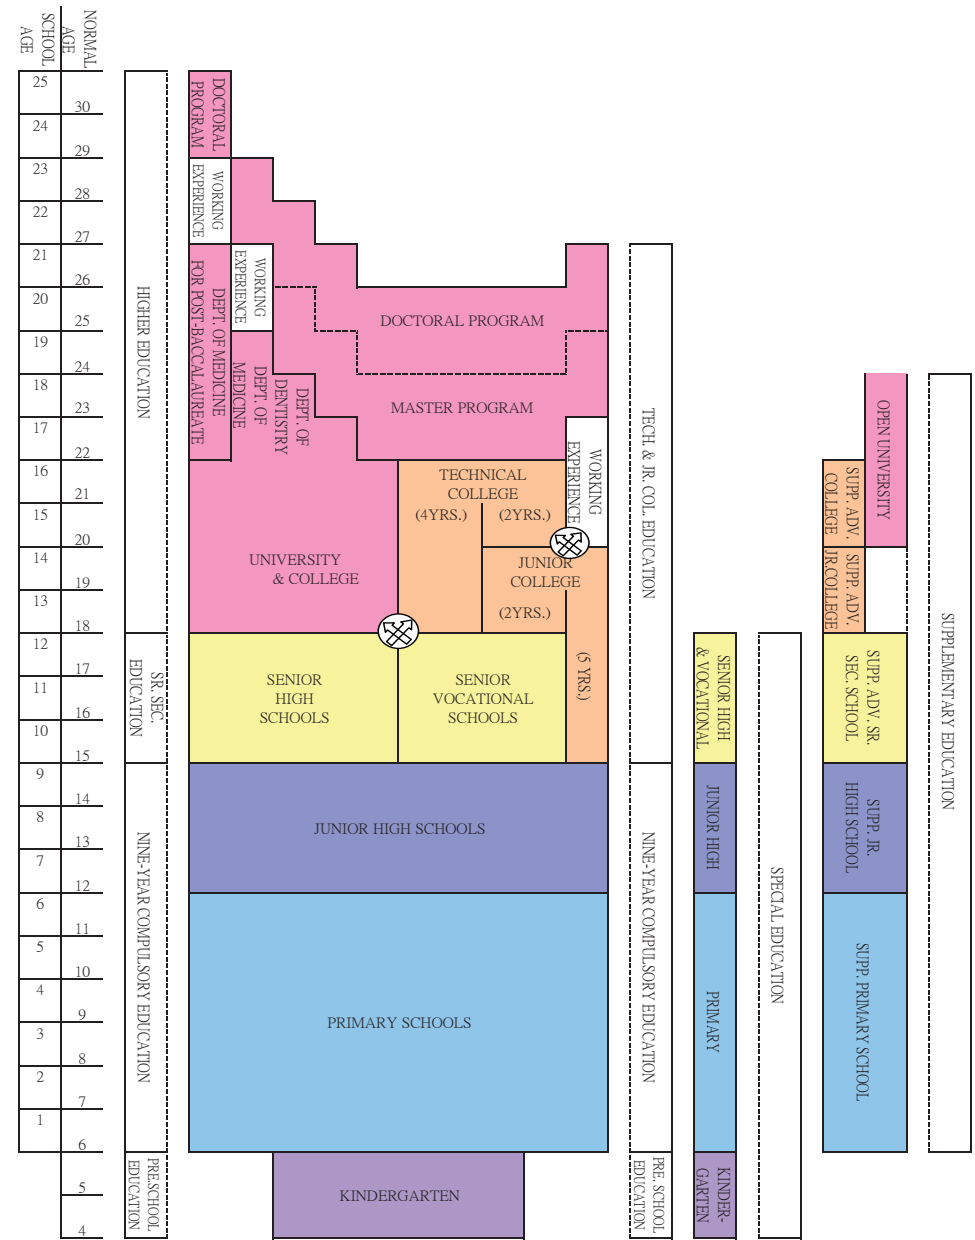 SCHOOL
AGE
NORMAL
AGE
25
24
23
22
21
20
19
18
17
16
15
14
13
12
11
10
9
8
7
6
5
4
3
2
1
30
29
28
27
26
25
24
23
22
21
20
19
18
17
16
15
14
13
12
11
10
9
8
7
6
5
4
HIGHER EDUCATION
SR. SEC.
EDUCATION
NINE-YEAR COMPULSORY EDUCATION
PRE.SCHOOL
EDUCATION
DOCTORAL
PROGRAM
WORKING
EXPERIENCE
DEPT. OF MEDICINE
FOR POST-BACCALAUREATE
WORKING
EXPERIENCE
DEPT. OF
MEDICINE
DEPT. OF
DENTISTRY
DOCTORAL PROGRAM
MASTER PROGRAM
UNIVERSITY
& COLLEGE
TECHNICAL
COLLEGE
(4YRS.)
(2YRS.)
WORKING
EXPERIENCE
JUNIOR
COLLEGE
(2YRS.)
(5 YRS.)
SENIOR
HIGH
SCHOOLS
SENIOR
VOCATIONAL
SCHOOLS
JUNIOR HIGH SCHOOLS
PRIMARY SCHOOLS
KINDERGARTEN
TECH. & JR. COL. EDUCATION
NINE-YEAR COMPULSORY EDUCATION
PRE. SCHOOL
EDUCATION
SENIOR HIGH
& VOCATIONAL
JUNIOR HIGH
PRIMARY
KINDER-
GARTEN
SPECIAL EDUCATION
OPEN UNIVERSITY
SUPP. ADV.
COLLEGE
SUPP. ADV.
JR.COLLEGE
SUPP. ADV. SR.
SEC. SCHOOL
SUPP. JR.
HIGH SCHOOL
SUPP. PRIMARY SCHOOL
SUPPLEMENTARY EDUCATION